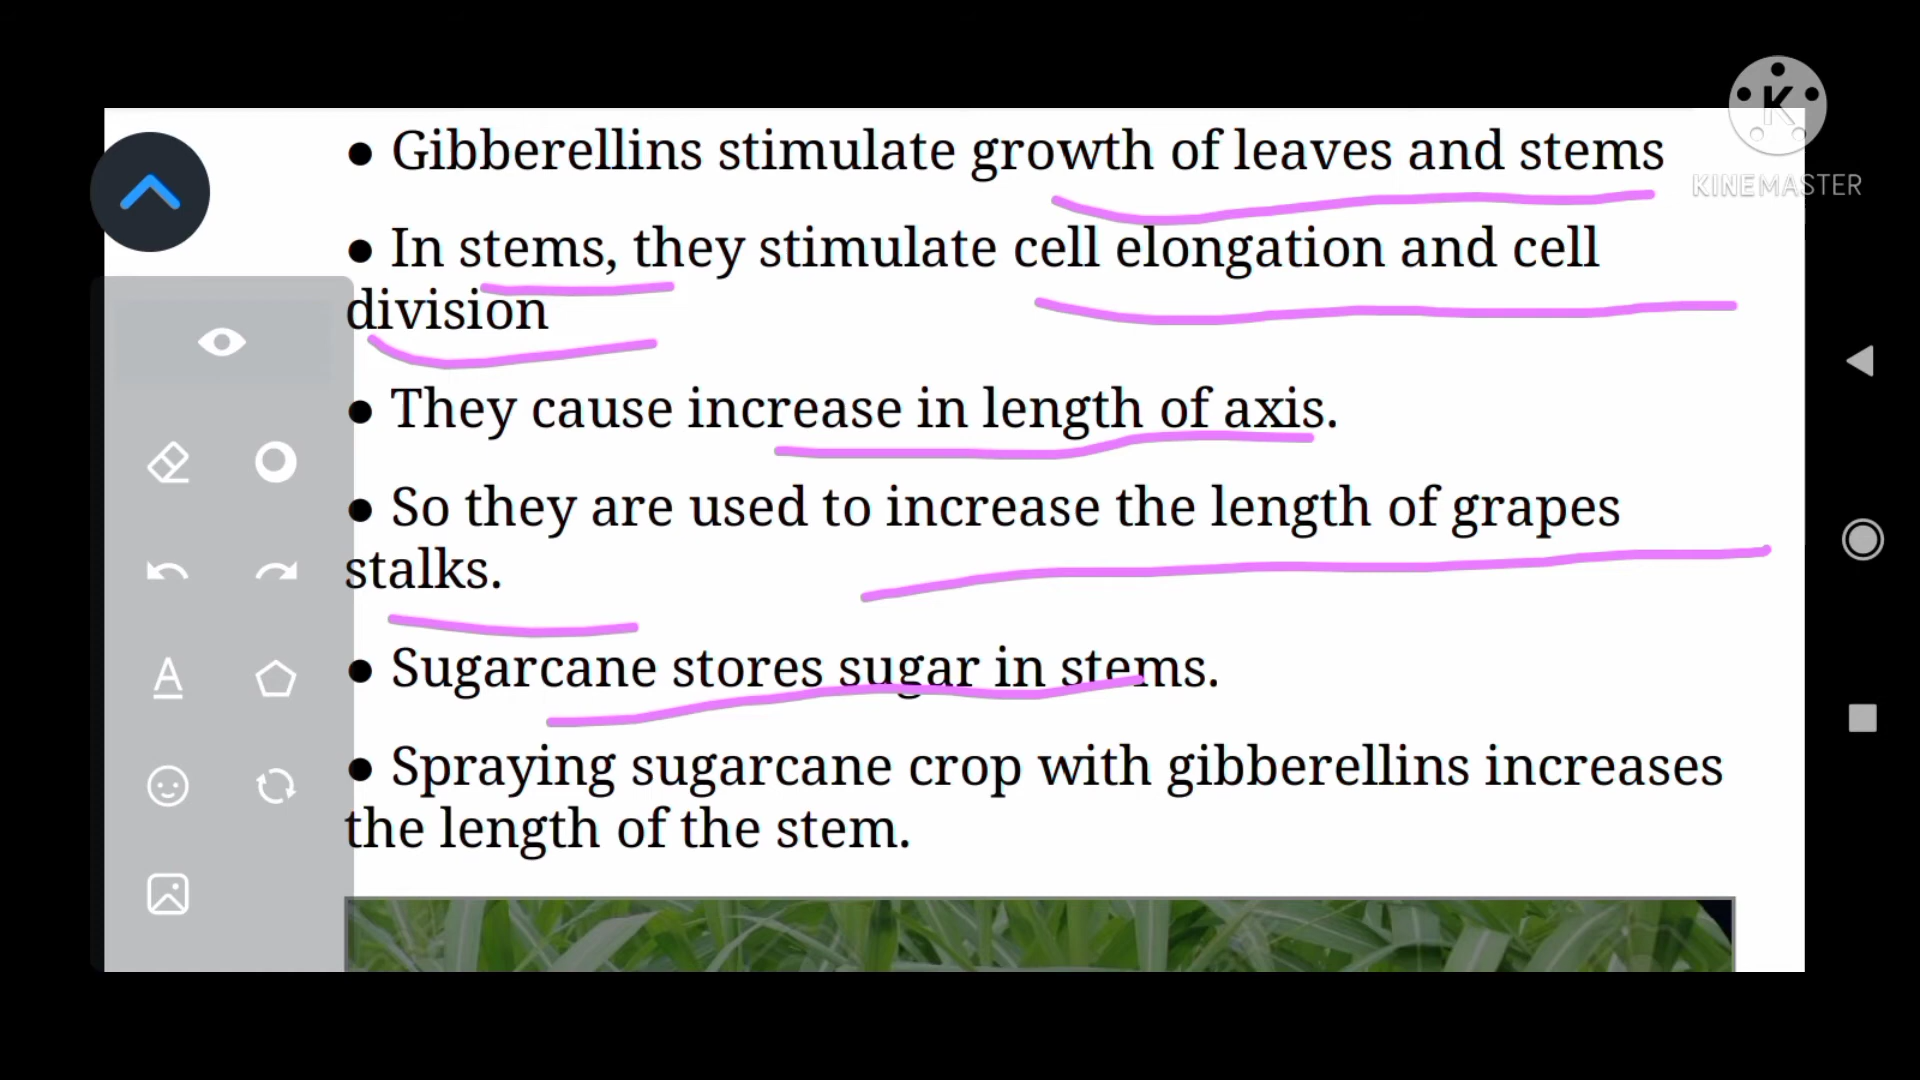 ● Gibberellins stimulate growth of leaves and stems
● In stems, they stimulate cell elongation and cell
division
● They cause increase in length of axis.
● So they are used to increase the length of grapes
stalks.
● Sugarcane stores sugar in stems.
● Spraying sugarcane crop with gibberellins increases
the length of the stem.
K
KINEMASTER
A